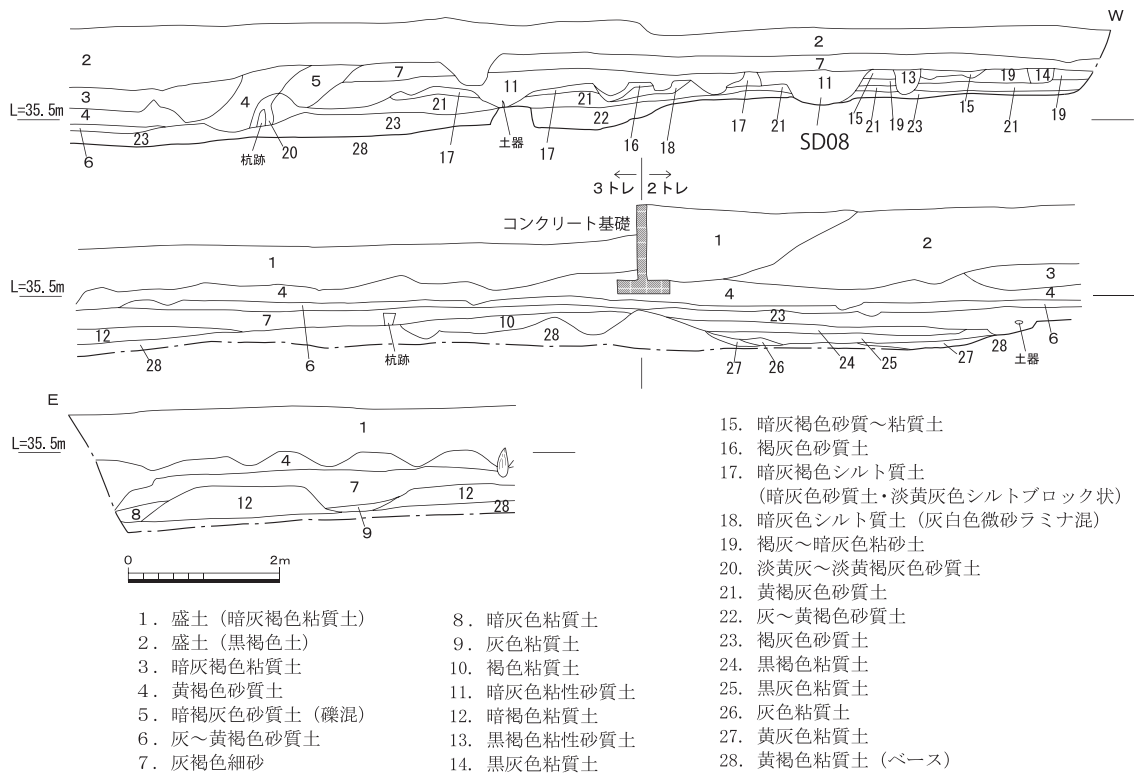 W
2
2
7
5
7
11
11
13
19
14
3
4
4
L=35.5m
21
21
22
23
23
6
杭跡
20
28
17
土器
17
16
18
17
21
15
21
19
23
15
21
19
SD08
3トレ
2トレ
コンクリート基礎
1
1
2
3
L=35.5m
4
4
4
7
10
23
12
28
28
28
6
杭跡
27
26
24
25
27
土器
6
E
L=35.5m
1
4
7
12
12
8
9
28
0
2m
1. 盛土(暗灰褐色粘質土)
2. 盛土(黒褐色土)
3. 暗灰褐色粘質土
4. 黄褐色砂質土
5. 暗褐灰色砂質土(礫混)
6. 灰~黄褐色砂質土
7. 灰褐色細砂
8. 暗灰色粘質土
9. 灰色粘質土
10. 褐色粘質土
11. 暗灰色粘性砂質土
12. 暗褐色粘質土
13. 黒褐色粘性砂質土
14. 黒灰色粘質土
15. 暗灰褐色砂質~粘質土
16. 褐灰色砂質土
17. 暗灰褐色シルト質土
(暗灰色砂質土・淡黄灰色シルトブロック状)
18. 暗灰色シルト質土(灰白色微砂ラミナ混)
19. 褐灰~暗灰色粘砂土
20. 淡黄灰~淡黄褐灰色砂質土
21. 黄褐灰色砂質土
22. 灰~黄褐色砂質土
23. 褐灰色砂質土
24. 黒褐色粘質土
25. 黒灰色粘質土
26. 灰色粘質土
27. 黄灰色粘質土
28. 黄褐色粘質土(ベース)